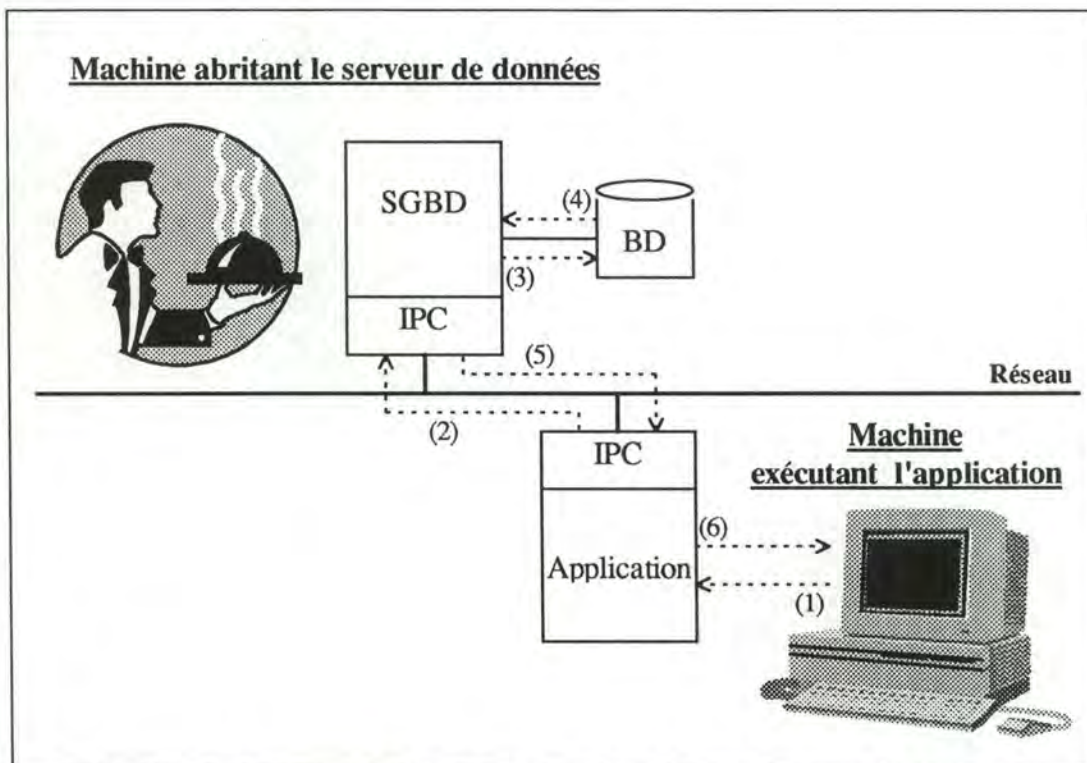 Machine abritant le serveur de données
SGBD
(4)
BD
(3)
IPC
(5)
Réseau
(2)
IPC
Machine
exécutant l'application
(6)
Application
(1)